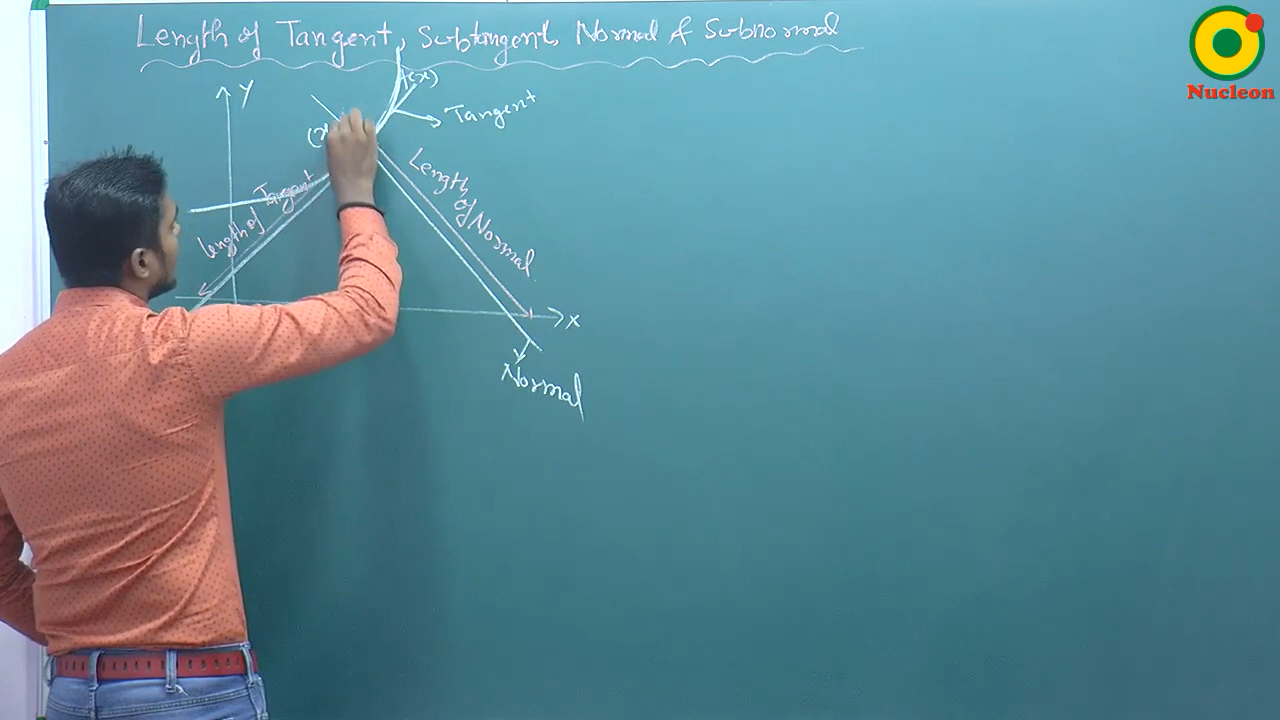 Length of Tangent, Subtangent, Normal & Subnormal
Nucleon
Y
Tangent
(x
Length of Tangent
Length of Normal
x
Normal